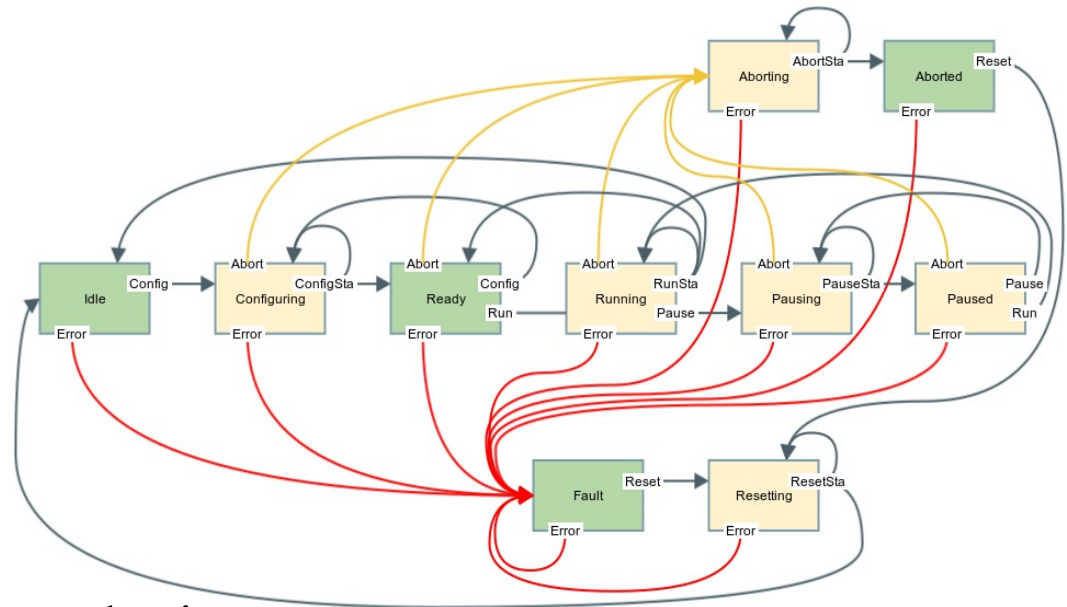 AbortSta
Reset
Aborting
Aborted
Error
Error
Abort
Abort
Abort
Abort
Abort
Config
ConfigSta
Config
RunSta
PauseSta
Pause
Idle
Configuring
Ready
Running
Pausing
Paused
Run
Pause
Run
Error
Error
Error
Error
Error
Error
Reset
ResetSta
Fault
Resetting
Error
Error